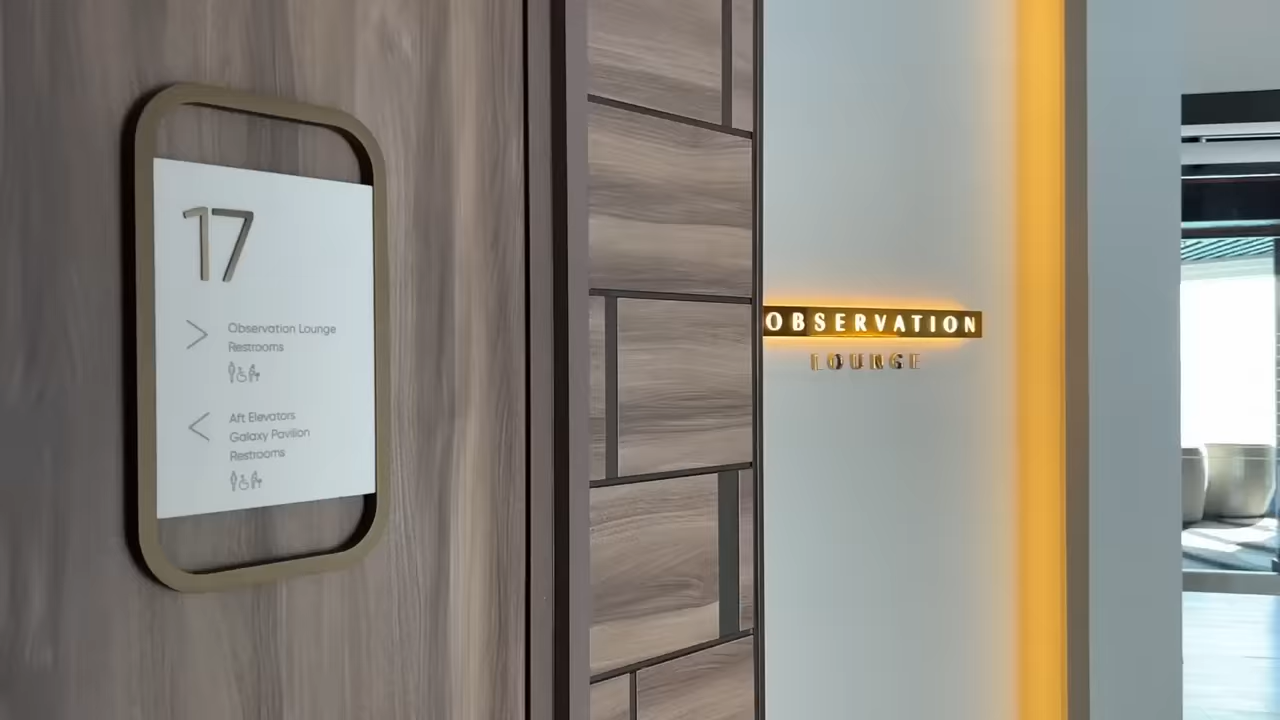 17
Observation Lounge
Restrooms
Aft Elevators
Galaxy Pavilion
Restrooms
OBSERVATION
LOUNGE